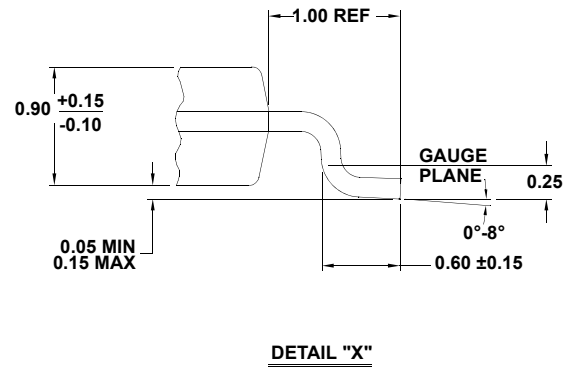 1.00 REF
0.90 +0.15
-0.10
GAUGE
PLANE
0.25
0°-8°
0.05 MIN
0.15 MAX
0.60 ±0.15
DETAIL "X"